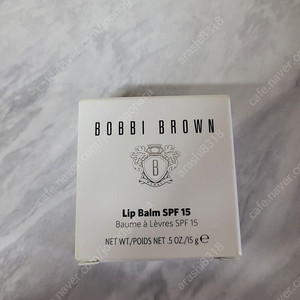 BOBBI BROWN
B
Lip Balm SPF 15
Baume à Lèvres SPF 15
NET WT/POIDS NET .5 OZ./15 g ℮